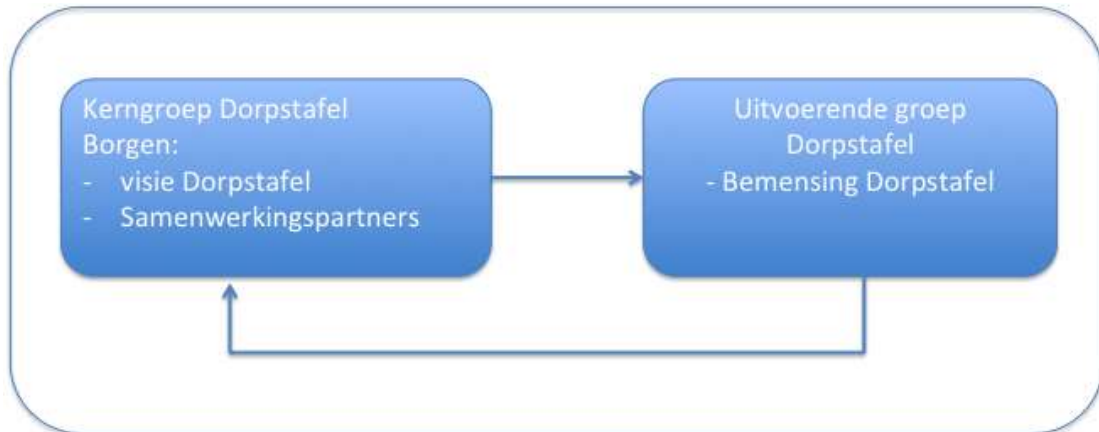 Kerngroep Dorpstafel
Borgen:
- visie Dorpstafel
- Samenwerkingspartners
Uitvoerende groep
Dorpstafel
- Bemensing Dorpstafel